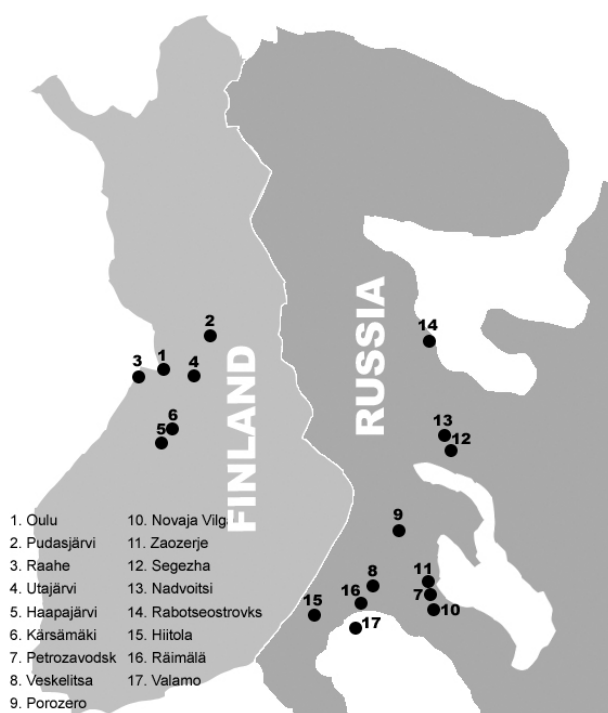 2
14
1
3
4
RUSSIA
FINLAND
6
5
13
12
9
1. Oulu
2. Pudasjärvi
3. Raahe
4. Utajärvi
5. Haapajärvi
6. Kärsämäki
7. Petrozavodsk
8. Veskelitsa
9. Porozero
10. Novaja Vilga
11. Zaozerje
12. Segezha
13. Nadvoitsi
14. Rabotseostrovks
15. Hiitola
16. Räimälä
17. Valamo
8
11
7
10
16
15
17